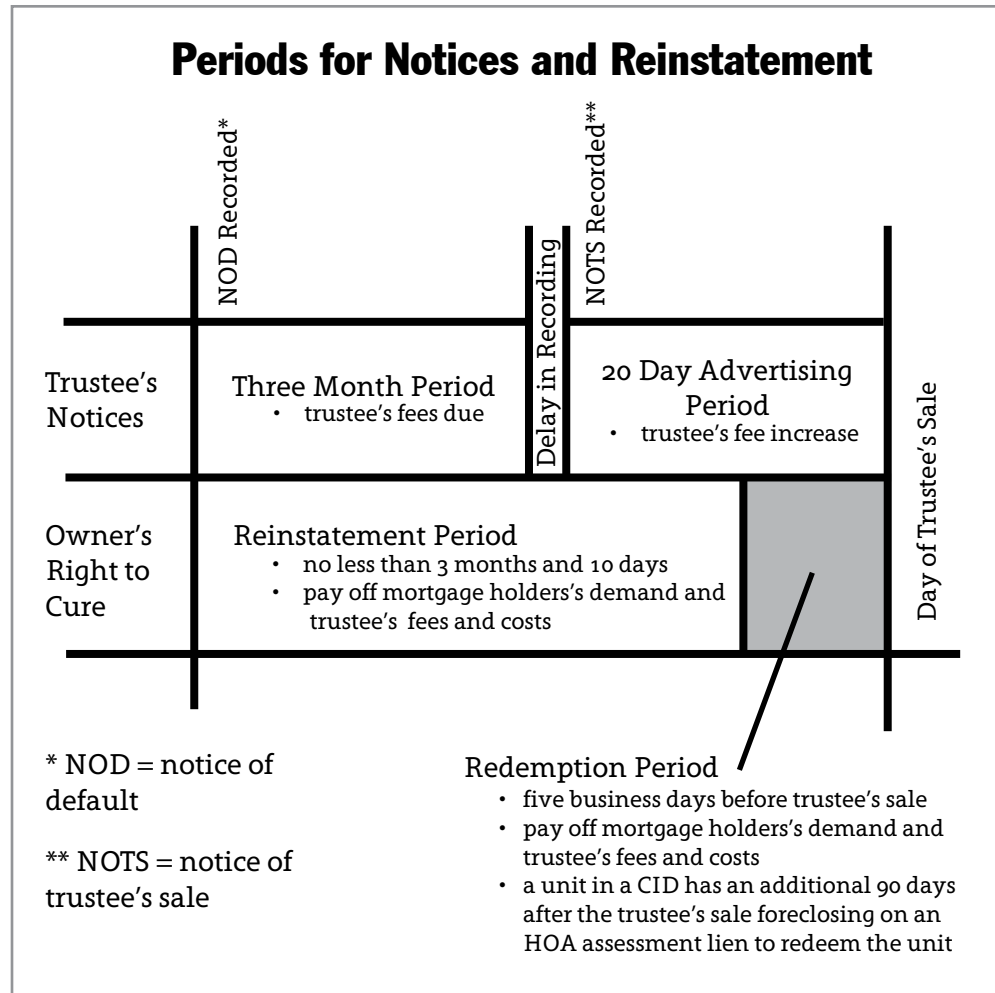 Periods for Notices and Reinstatement
NOD Recorded*
NOTS Recorded**
Delay in Recording
Day of Trustee's Sale
Trustee's
Notices
Three Month Period
• trustee's fees due
20 Day Advertising
Period
• trustee's fee increase
Owner's
Right to
Cure
Reinstatement Period
• no less than 3 months and 10 days
• pay off mortgage holders's demand and
trustee's fees and costs
* NOD = notice of
default
** NOTS = notice of
trustee's sale
Redemption Period
• five business days before trustee's sale
• pay off mortgage holders's demand and
trustee's fees and costs
• a unit in a CID has an additional 90 days
after the trustee's sale foreclosing on an
HOA assessment lien to redeem the unit